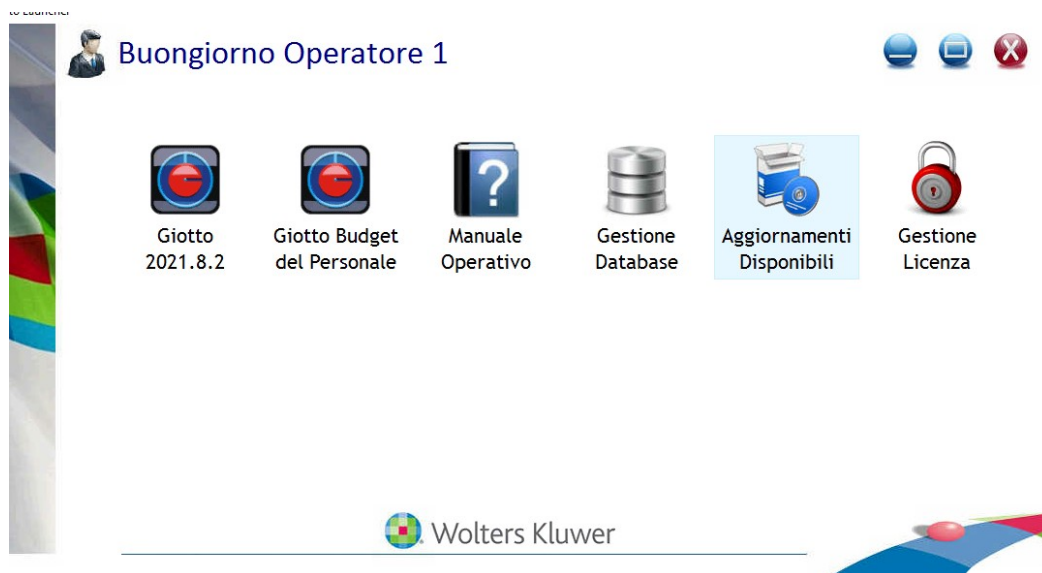 Buongiorno Operatore 1
Giotto
2021.8.2
Giotto Budget
del Personale
Manuale
Operativo
Gestione
Database
Aggiornamenti
Disponibili
Gestione
Licenza
Wolters Kluwer